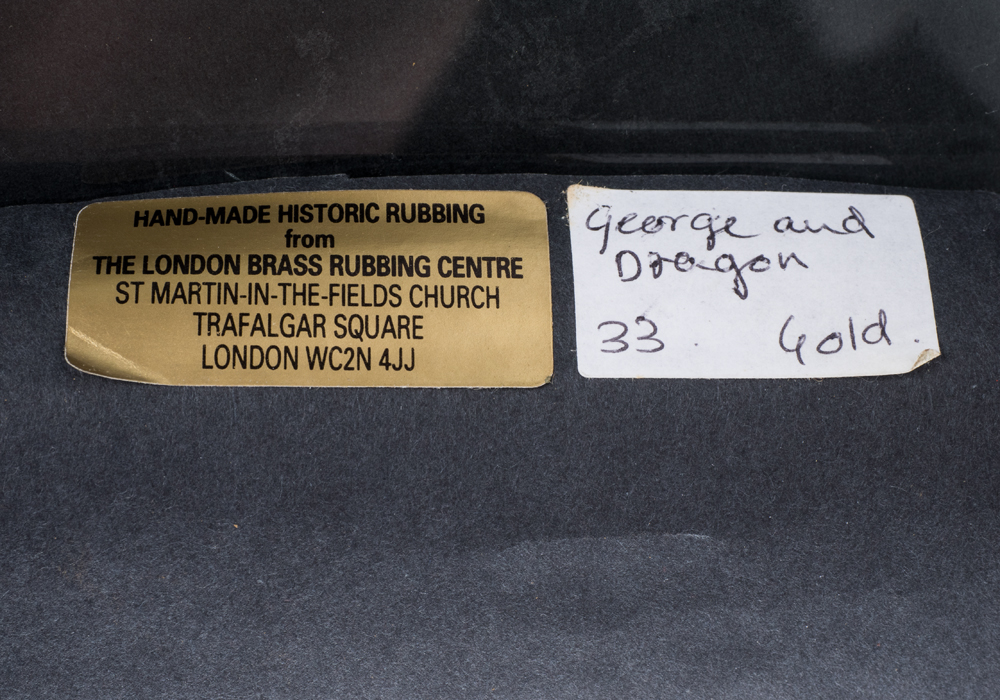 HAND-MADE HISTORIC RUBBING
from
THE LONDON BRASS RUBBING CENTRE
ST MARTIN-IN-THE-FIELDS CHURCH
TRAFALGAR SQUARE
LONDON WC2N 4JJ
George and
Dragon
33. Gold.